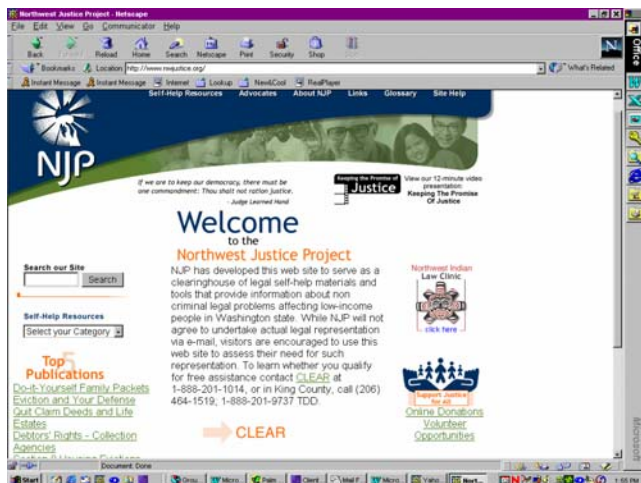 Northwest Justice Project - Netscape
File Edit View Go Communicator Help
Back Reload Home Search Netscape Print Security Shop
Bookmarks Location http://www.nwjustice.org/ What's Related
Instant Message Instant Message Internet Lookup New&Cool RealPlayer
Self-Help Resources Advocates About NJP Links Glossary Site Help
NJP
If we are to keep our democracy, there must be
one commandment: Thou shalt not ration justice.
- Judge Learned Hand
Keeping the Promise of
Justice
View our 12-minute video
presentation:
Keeping The Promise
Of Justice
Welcome
to the
Northwest Justice Project
NJP has developed this web site to serve as a
clearinghouse of legal self-help materials and
tools that provide information about non
criminal legal problems affecting low-income
people in Washington state. While NJP will not
agree to undertake actual legal representation
via e-mail, visitors are encouraged to use this
web site to assess their need for such
representation. To learn whether you qualify
for free assistance contact CLEAR at
1-888-201-1014, or in King County, call (206)
464-1519; 1-888-201-9737 TDD.
CLEAR
Search our Site
Search
Self-Help Resources
Select your Category
Top 5
Publications
Do-it-Yourself Family Packets
Eviction and Your Defense
Quit Claim Deeds and Life
Estates
Debtors' Rights - Collection
Agencies
Northwest Indian
Law Clinic
click here
Support Justice
for All
Online Donations
Volunteer
Opportunities
Office
Microsoft
Document: Done
Start Grou Micro Palm Client Mail F Micro Yaho Nort